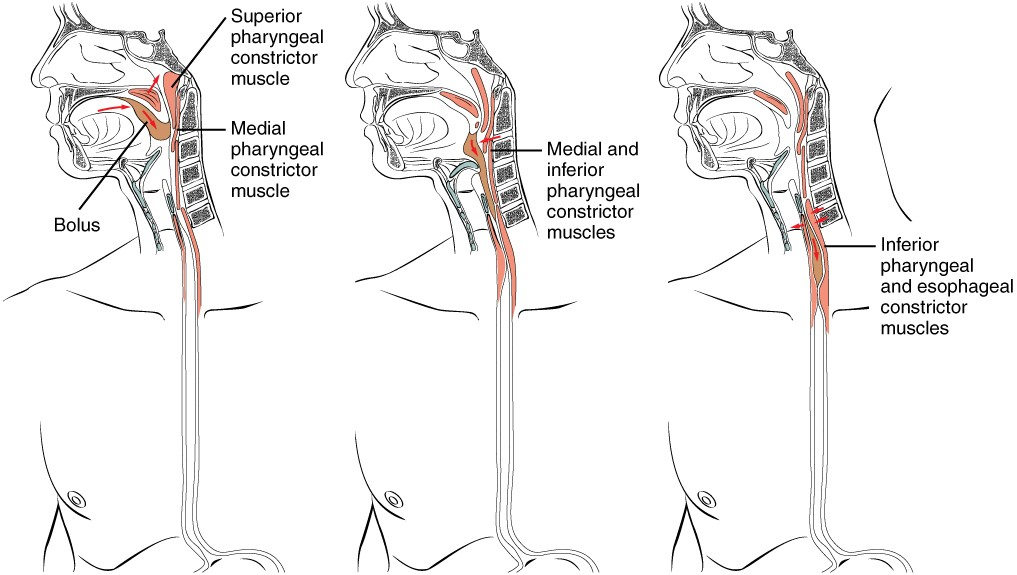 Superior
pharyngeal
constrictor
muscle
Medial
pharyngeal
constrictor
muscle
Bolus
Medial and
inferior
pharyngeal
constrictor
muscles
Inferior
pharyngeal
and esophageal
constrictor
muscles